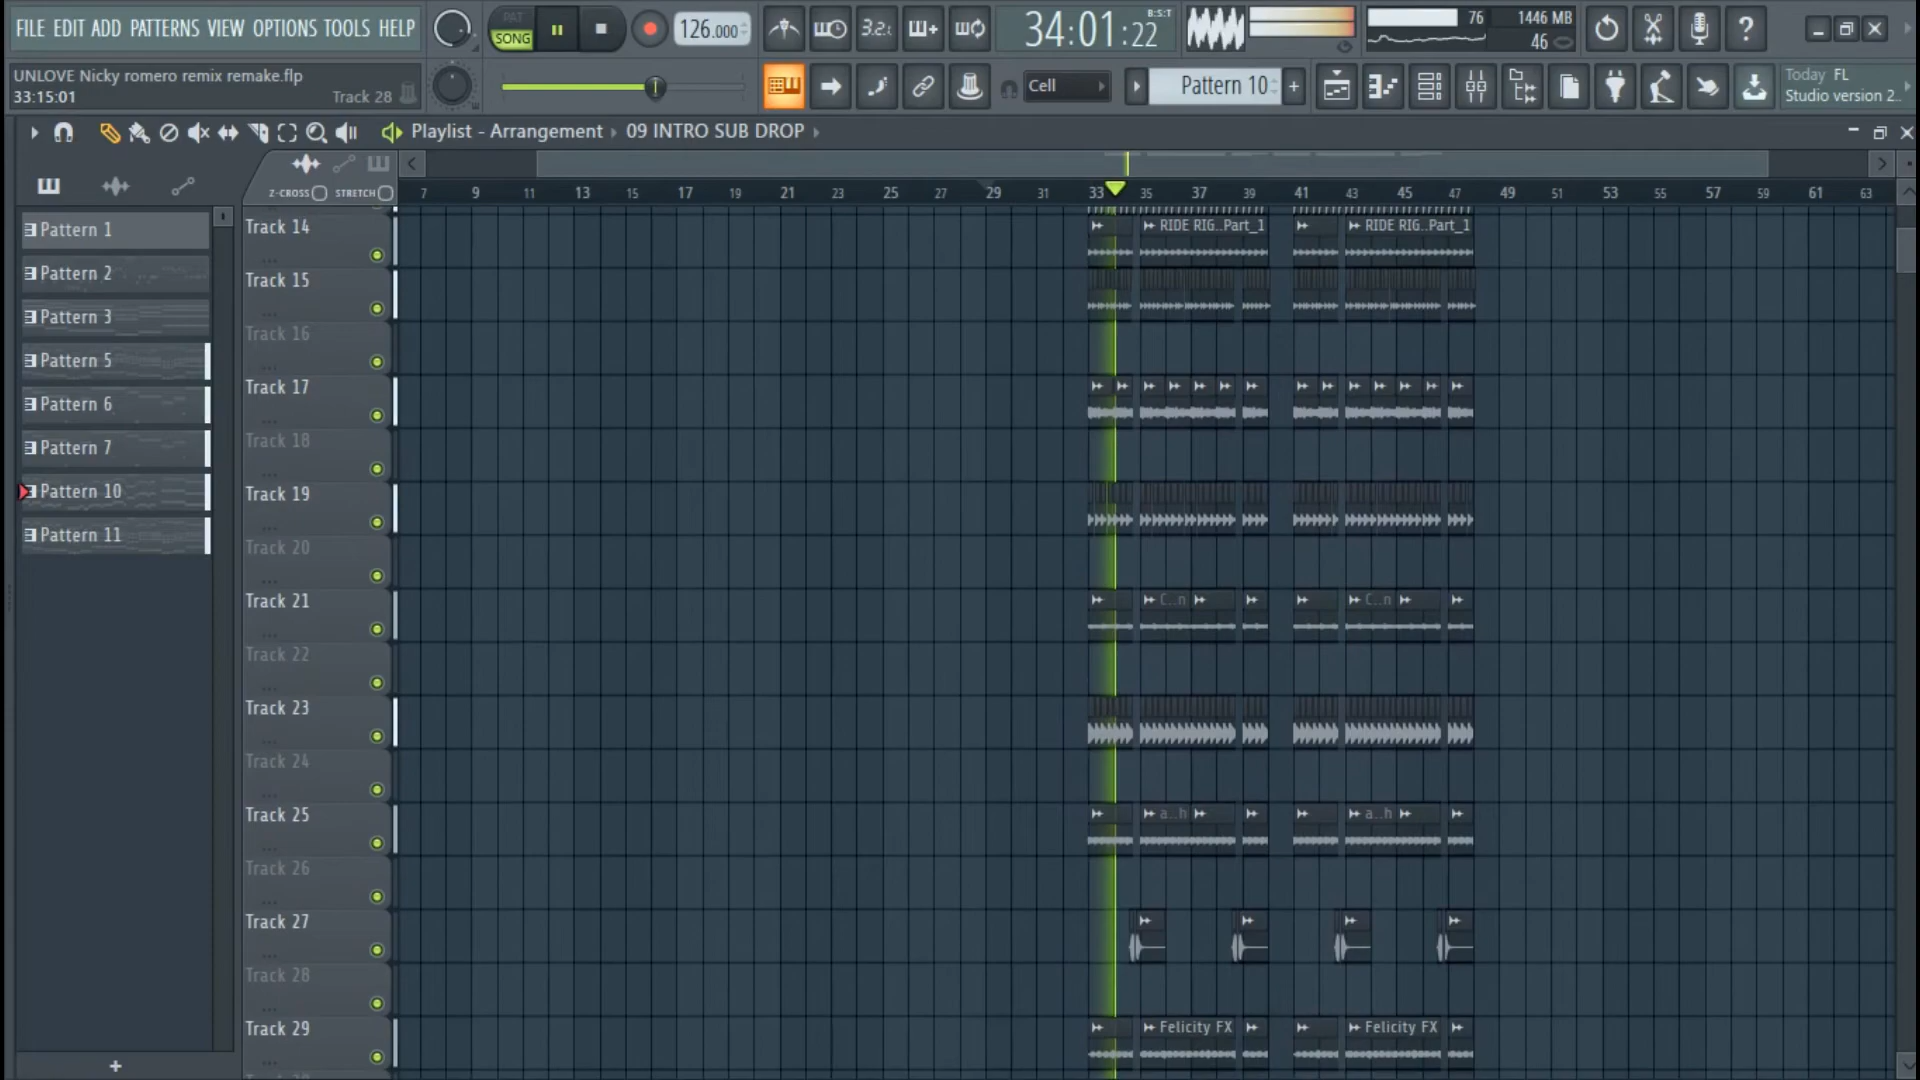 FILE EDIT ADD PATTERNS VIEW OPTIONS TOOLS HELP
PAT
SONG
126.000
3.2.
34:01:22
B:S:T
76
1446 MB
46
UNLOVE Nicky romero remix remake.flp
33:15:01
Track 28
Cell
Pattern 10
Today FL
Studio version 2..
Playlist - Arrangement
09 INTRO SUB DROP
Z-CROSS
STRETCH
7 9 11 13 15 17 19 21 23 25 27 29 31 33 35 37 39 41 43 45 47 49 51 53 55 57 59 61 63
Pattern 1
Pattern 2
Pattern 3
Pattern 5
Pattern 6
Pattern 7
Pattern 10
Pattern 11
Track 14
RIDE RIG..Part_1
RIDE RIG..Part_1
Track 15
Track 16
Track 17
Track 18
Track 19
Track 20
Track 21
C..n
C..n
Track 22
Track 23
Track 24
Track 25
a..h
a..h
Track 26
Track 27
Track 28
Track 29
Felicity FX
Felicity FX